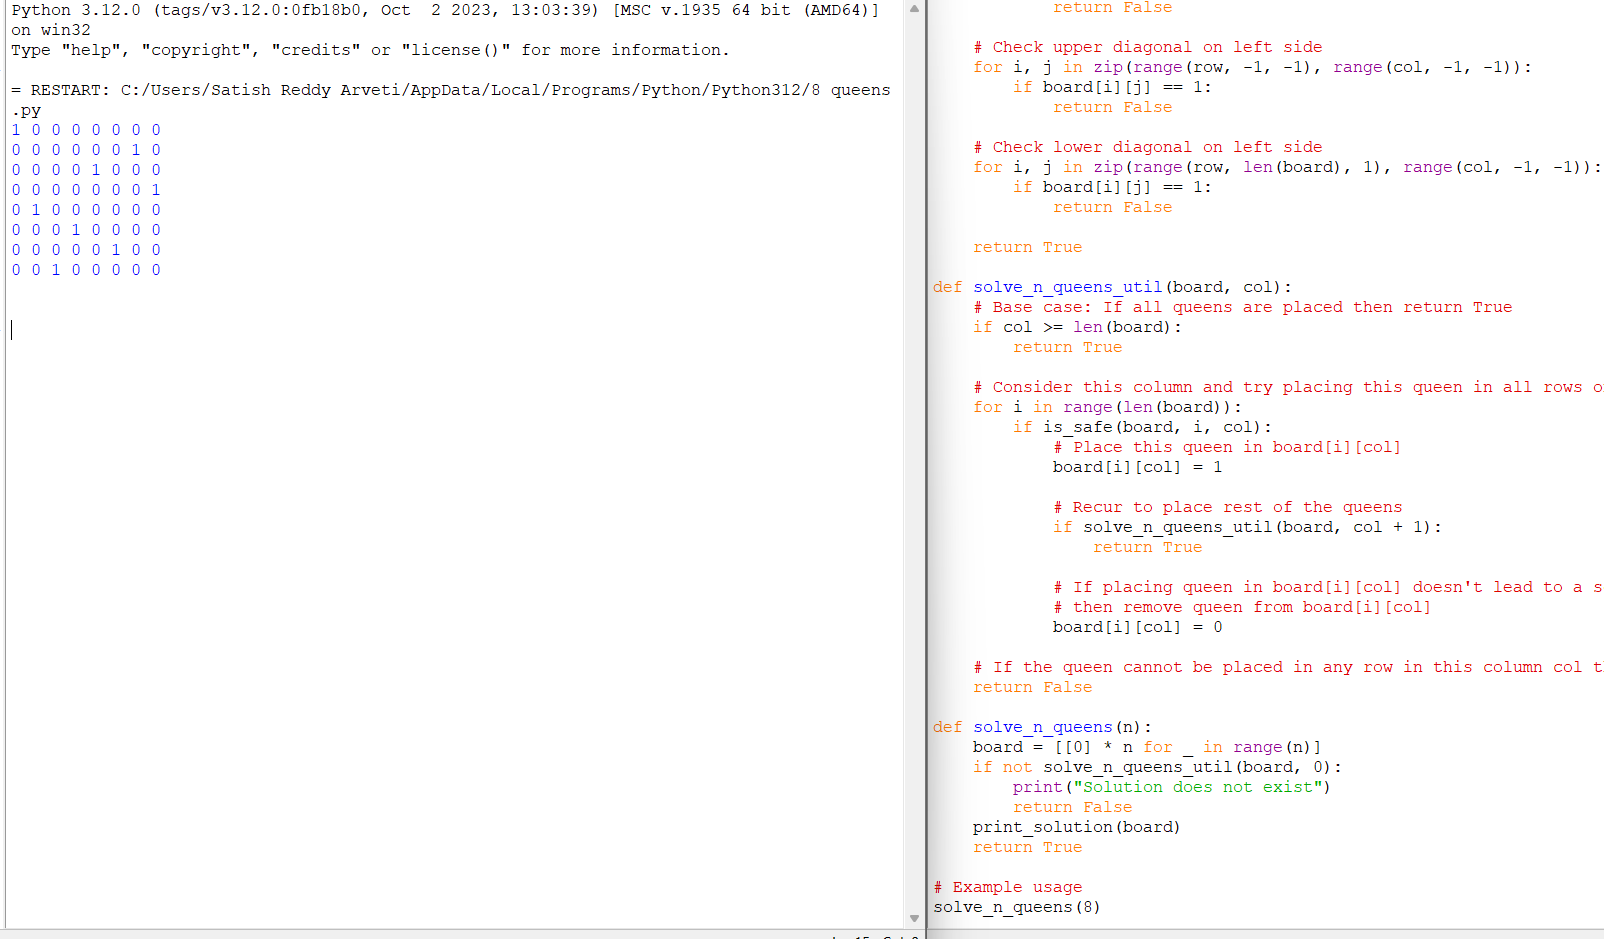 Python 3.12.0 (tags/v3.12.0:0fb18b0, Oct  2 2023, 13:03:39) [MSC v.1935 64 bit (AMD64)]
on win32
Type "help", "copyright", "credits" or "license()" for more information.
= RESTART: C:/Users/Satish Reddy Arveti/AppData/Local/Programs/Python/Python312/8 queens
.py
1 0 0 0 0 0 0 0
0 0 0 0 0 0 1 0
0 0 0 0 1 0 0 0
0 0 0 0 0 0 0 1
0 1 0 0 0 0 0 0
0 0 0 1 0 0 0 0
0 0 0 0 0 1 0 0
0 0 1 0 0 0 0 0
            return False
    # Check upper diagonal on left side
    for i, j in zip(range(row, -1, -1), range(col, -1, -1)):
        if board[i][j] == 1:
            return False
    # Check lower diagonal on left side
    for i, j in zip(range(row, len(board), 1), range(col, -1, -1)):
        if board[i][j] == 1:
            return False
    return True
def solve_n_queens_util(board, col):
    # Base case: If all queens are placed then return True
    if col >= len(board):
        return True
    # Consider this column and try placing this queen in all rows
    for i in range(len(board)):
        if is_safe(board, i, col):
            # Place this queen in board[i][col]
            board[i][col] = 1
            # Recur to place rest of the queens
            if solve_n_queens_util(board, col + 1):
                return True
            # If placing queen in board[i][col] doesn't lead to a
            # then remove queen from board[i][col]
            board[i][col] = 0
    # If the queen cannot be placed in any row in this column col
    return False
def solve_n_queens(n):
    board = [[0] * n for _ in range(n)]
    if not solve_n_queens_util(board, 0):
        print("Solution does not exist")
        return False
    print_solution(board)
    return True
# Example usage
solve_n_queens(8)